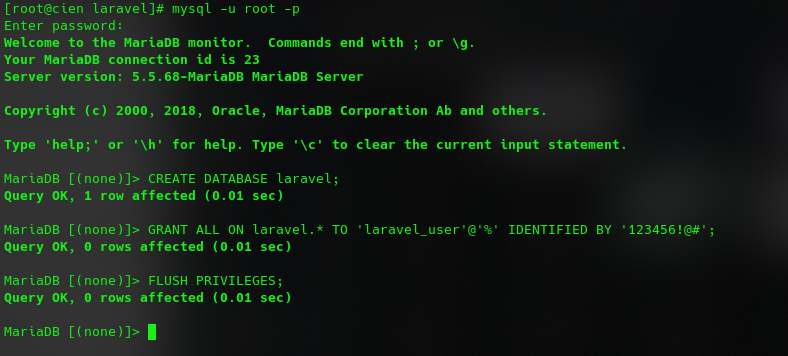 [root@cien laravel]# mysql -u root -p
Enter password:
Welcome to the MariaDB monitor.  Commands end with ; or \g.
Your MariaDB connection id is 23
Server version: 5.5.68-MariaDB MariaDB Server
Copyright (c) 2000, 2018, Oracle, MariaDB Corporation Ab and others.
Type 'help;' or '\h' for help. Type '\c' to clear the current input statement.
MariaDB [(none)]> CREATE DATABASE laravel;
Query OK, 1 row affected (0.01 sec)
MariaDB [(none)]> GRANT ALL ON laravel.* TO 'laravel_user'@'%' IDENTIFIED BY '123456!@#';
Query OK, 0 rows affected (0.01 sec)
MariaDB [(none)]> FLUSH PRIVILEGES;
Query OK, 0 rows affected (0.01 sec)
MariaDB [(none)]>